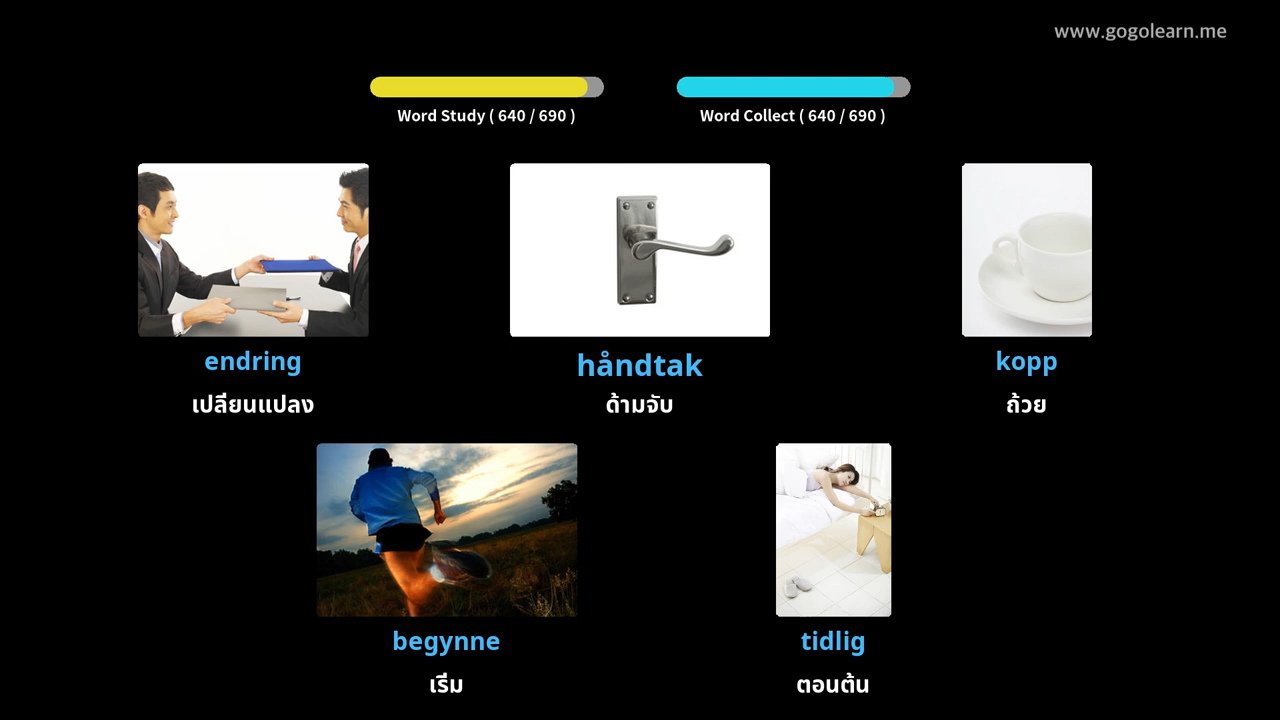 www.gogolearn.me
Word Study ( 640 / 690 )
Word Collect ( 640 / 690 )
endring
เปลี่ยนแปลง
håndtak
ด้ามจับ
kopp
ถ้วย
begynne
เริ่ม
tidlig
ตอนต้น